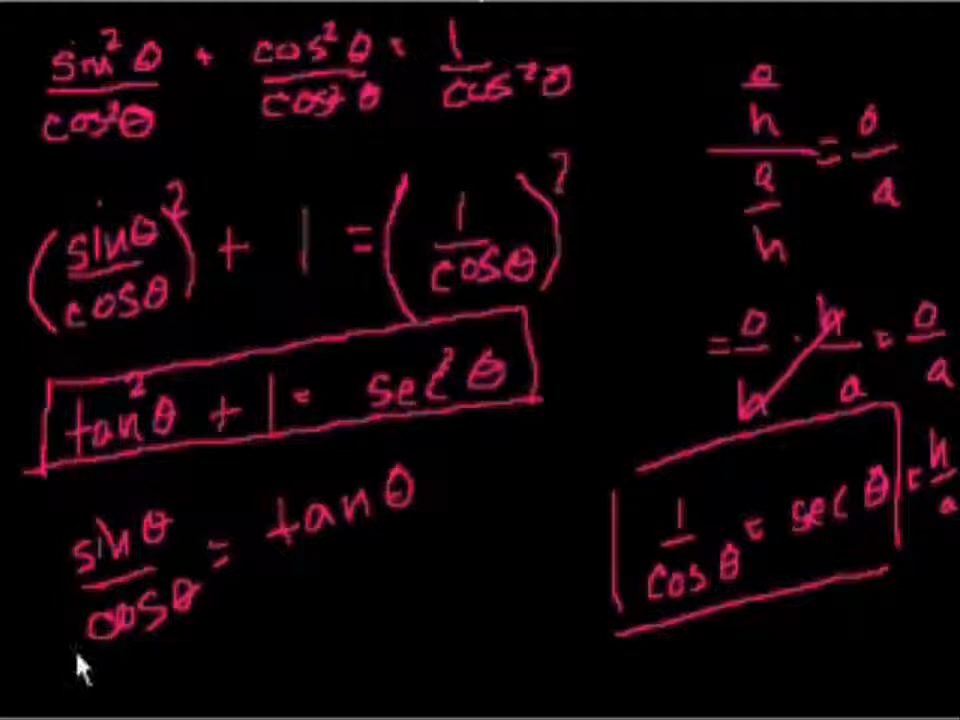 sin²θ/cos²θ + cos²θ/cos²θ = 1/cos²θ
(sinθ/cosθ)² + 1 = (1/cosθ)²
tan²θ + 1 = sec²θ
sinθ/cosθ = tanθ
o/h / a/h = o/a
= o/h · h/a = o/a
1/cosθ = secθ = h/a